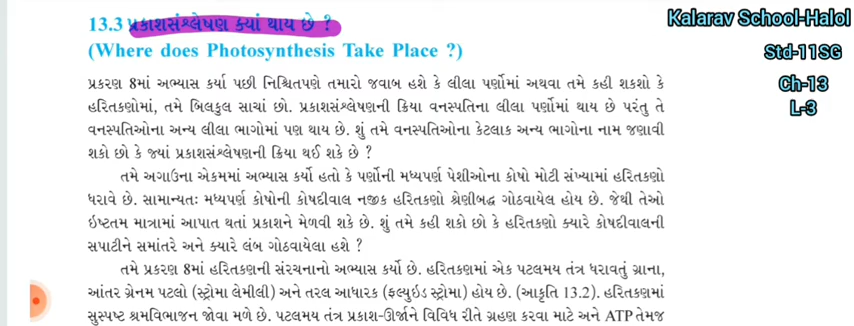 13.3 પ્રકાશસંશ્લેષણ ક્યાં થાય છે ?
(Where does Photosynthesis Take Place ?)
Kalarav School-Halol
Std-11SG
Ch-13
L-3
પ્રકરણ 8માં અભ્યાસ કર્યા પછી નિશ્ચિતપણે તમારો જવાબ હશે કે લીલા પર્ણોમાં અથવા તમે કહી શકશો કે
હરિતકણોમાં, તમે બિલકુલ સાચાં છો. પ્રકાશસંશ્લેષણની ક્રિયા વનસ્પતિના લીલા પર્ણોમાં થાય છે પરંતુ તે
વનસ્પતિઓના અન્ય લીલા ભાગોમાં પણ થાય છે. શું તમે વનસ્પતિઓના કેટલાક અન્ય ભાગોના નામ જણાવી
શકો છો કે જ્યાં પ્રકાશસંશ્લેષણની ક્રિયા થઈ શકે છે ?
તમે અગાઉના એકમમાં અભ્યાસ કર્યો હતો કે પર્ણોની મધ્યપર્ણ પેશીઓના કોષો મોટી સંખ્યામાં હરિતકણો
ધરાવે છે. સામાન્યતઃ મધ્યપર્ણ કોષોની કોષદીવાલ નજીક હરિતકણો શ્રેણીબદ્ધ ગોઠવાયેલ હોય છે. જેથી તેઓ
ઇષ્ટતમ માત્રામાં આપાત થતાં પ્રકાશને મેળવી શકે છે. શું તમે કહી શકો છો કે હરિતકણો ક્યારે કોષદીવાલની
સપાટીને સમાંતરે અને ક્યારે લંબ ગોઠવાયેલા હશે ?
તમે પ્રકરણ 8માં હરિતકણની સંરચનાનો અભ્યાસ કર્યો છે. હરિતકણમાં એક પટલમય તંત્ર ધરાવતું ગ્રાના,
આંતર ગ્રેનમ પટલો (સ્ટ્રોમા લેમીલી) અને તરલ આધારક (ફ્લ્યુઇડ સ્ટ્રોમા) હોય છે. (આકૃતિ 13.2). હરિતકણમાં
સુસ્પષ્ટ શ્રમવિભાજન જોવા મળે છે. પટલમય તંત્ર પ્રકાશ-ઊર્જાને વિવિધ રીતે ગ્રહણ કરવા માટે અને ATP તેમજ